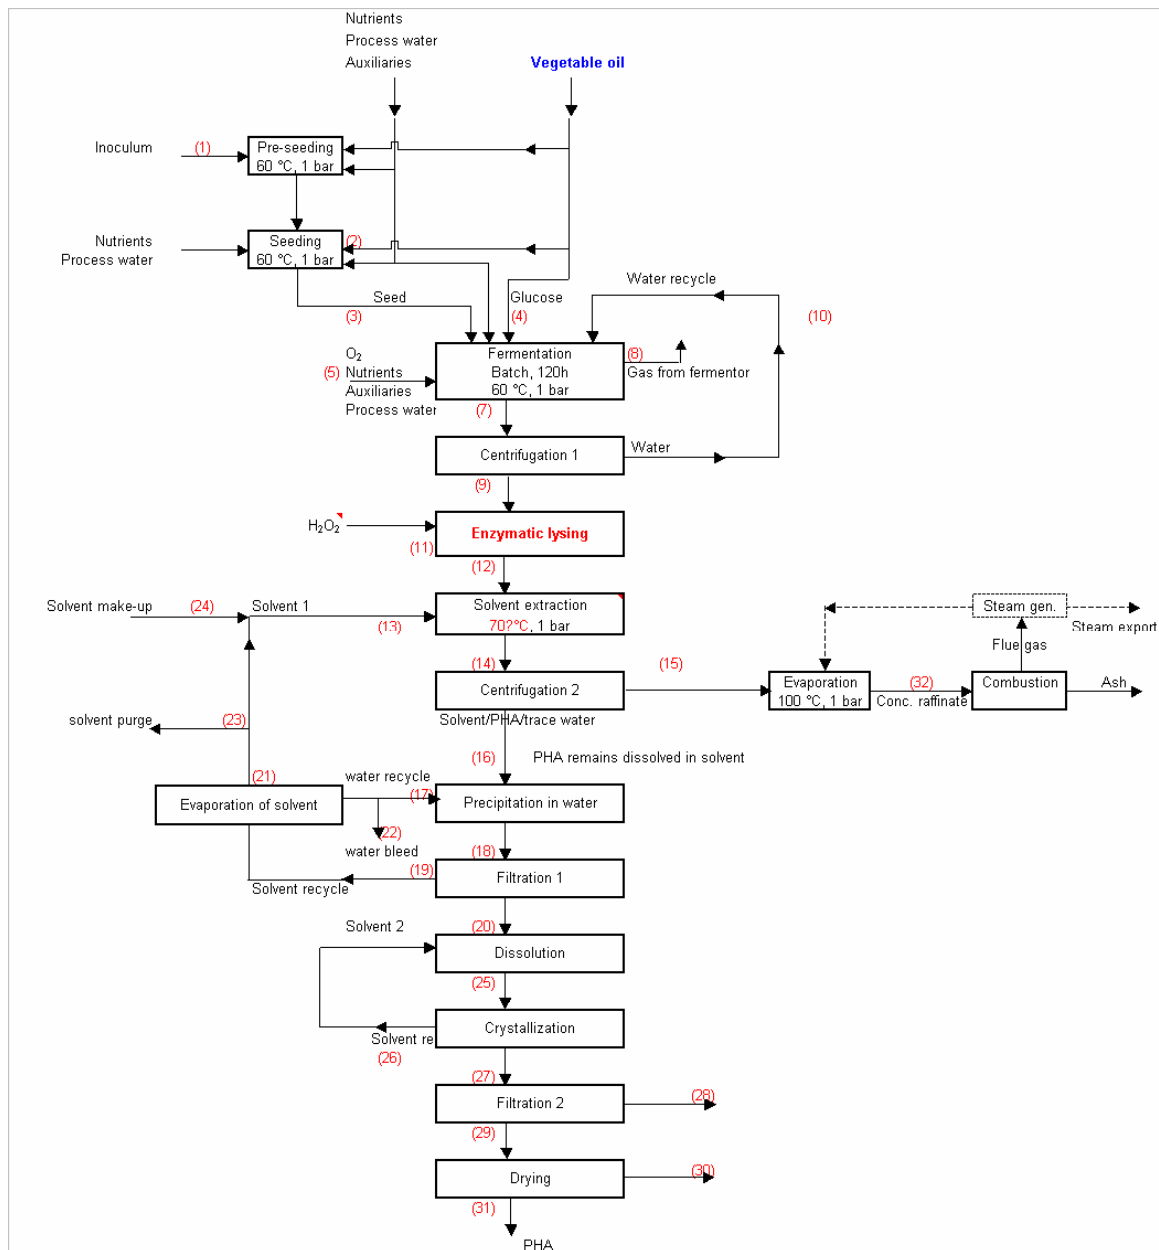 Nutrients
Process water
Auxiliaries
Vegetable oil
Inoculum
(1)
Pre-seeding
60 °C, 1 bar
Nutrients
Process water
Seeding
60 °C, 1 bar
(2)
Seed
(3)
Glucose
(4)
Water recycle
(10)
O2
(5) Nutrients
Auxiliaries
Process water
Fermentation
Batch, 120h
60 °C, 1 bar
(8)
Gas from fermentor
(7)
Centrifugation 1
Water
(9)
H2O2
(11)
Enzymatic lysing
(12)
Solvent make-up
(24)
Solvent 1
(13)
Solvent extraction
70?°C, 1 bar
Steam gen.
Steam export
Flue gas
(14)
(15)
Centrifugation 2
Evaporation
100 °C, 1 bar
(32)
Conc. raffinate
Combustion
Ash
Solvent/PHA/trace water
solvent purge
(23)
(16)
PHA remains dissolved in solvent
(21)
Evaporation of solvent
water recycle
(17)
Precipitation in water
(22)
water bleed
(18)
(19)
Solvent recycle
Filtration 1
Solvent 2
(20)
Dissolution
(25)
Crystallization
Solvent re
(26)
(27)
Filtration 2
(28)
(29)
Drying
(30)
(31)
PHA